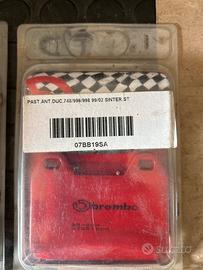 PAST.ANT.DUC.748/996/998 99/02 SINTER.ST
07BB19SA
brembo
Subito